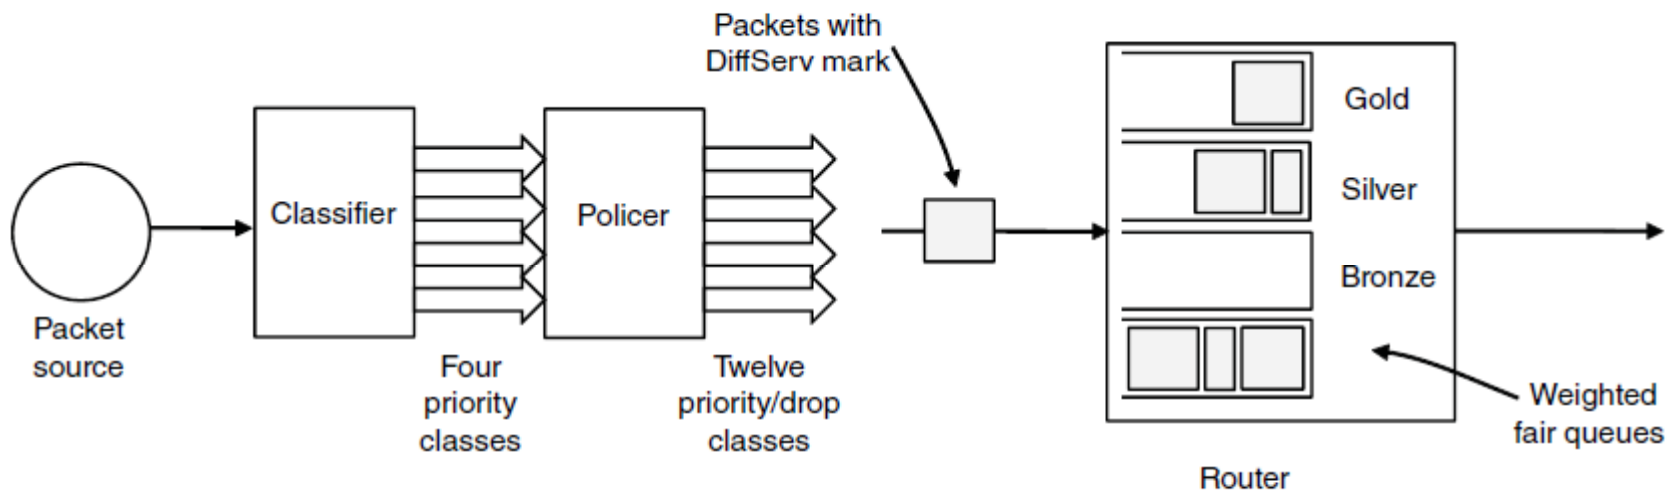 Packets with
DiffServ mark
Gold
Silver
Bronze
Classifier
Policer
Packet
source
Four
priority
classes
Twelve
priority/drop
classes
Weighted
fair queues
Router